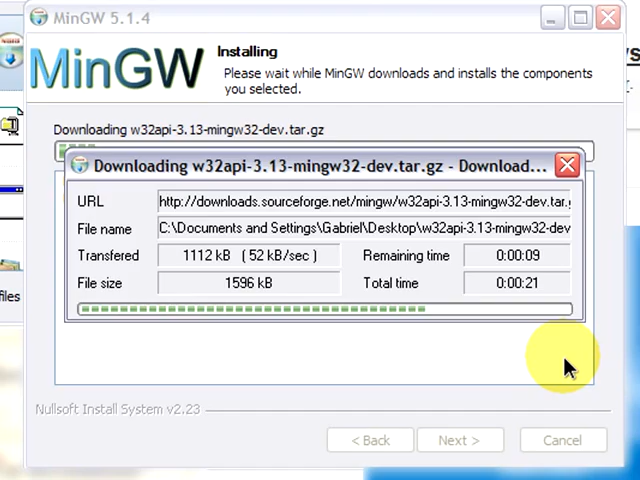 MinGW 5.1.4
MinGW
Installing
Please wait while MinGW downloads and installs the components
you selected.
Downloading w32api-3.13-mingw32-dev.tar.gz
Downloading w32api-3.13-mingw32-dev.tar.gz - Download...
URL http://downloads.sourceforge.net/mingw/w32api-3.13-mingw32-dev.tar.g
File name C:\Documents and Settings\Gabriel\Desktop\w32api-3.13-mingw32-dev
Transfered 1112 kB ( 52 kB/sec ) Remaining time 0:00:09
File size 1596 kB Total time 0:00:21
files
Nullsoft Install System v2.23
< Back Next > Cancel